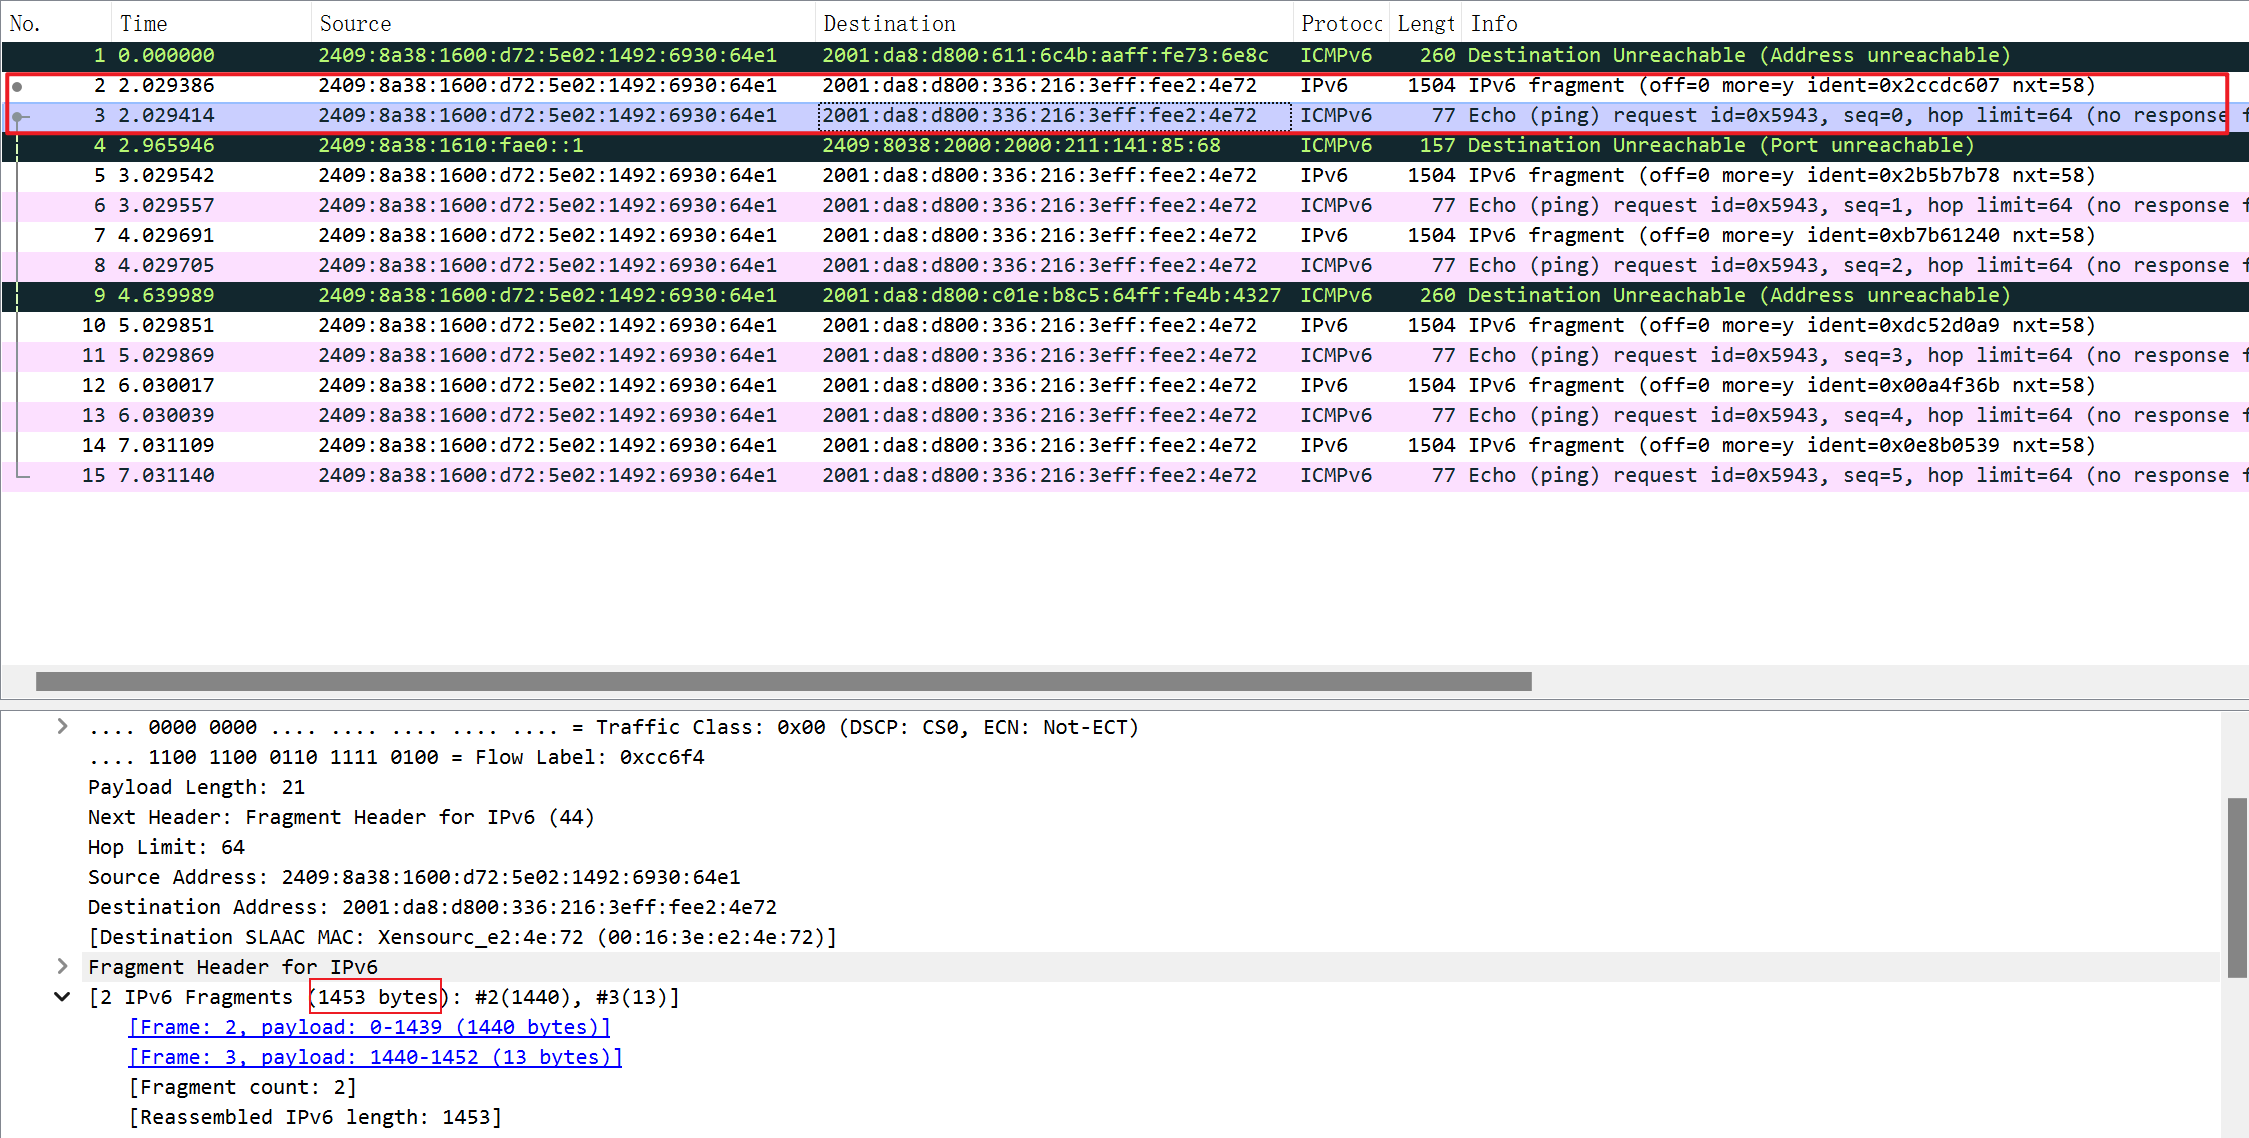 No. Time Source Destination Protocc Lengt Info
1 0.000000 2409:8a38:1600:d72:5e02:1492:6930:64e1 2001:da8:d800:611:6c4b:aaff:fe73:6e8c ICMPv6 260 Destination Unreachable (Address unreachable)
2 2.029386 2409:8a38:1600:d72:5e02:1492:6930:64e1 2001:da8:d800:336:216:3eff:fee2:4e72 IPv6 1504 IPv6 fragment (off=0 more=y ident=0x2ccdc607 nxt=58)
3 2.029414 2409:8a38:1600:d72:5e02:1492:6930:64e1 2001:da8:d800:336:216:3eff:fee2:4e72 ICMPv6 77 Echo (ping) request id=0x5943, seq=0, hop limit=64 (no response f
4 2.965946 2409:8a38:1610:fae0::1 2409:8038:2000:2000:211:141:85:68 ICMPv6 157 Destination Unreachable (Port unreachable)
5 3.029542 2409:8a38:1600:d72:5e02:1492:6930:64e1 2001:da8:d800:336:216:3eff:fee2:4e72 IPv6 1504 IPv6 fragment (off=0 more=y ident=0x2b5b7b78 nxt=58)
6 3.029557 2409:8a38:1600:d72:5e02:1492:6930:64e1 2001:da8:d800:336:216:3eff:fee2:4e72 ICMPv6 77 Echo (ping) request id=0x5943, seq=1, hop limit=64 (no response f
7 4.029691 2409:8a38:1600:d72:5e02:1492:6930:64e1 2001:da8:d800:336:216:3eff:fee2:4e72 IPv6 1504 IPv6 fragment (off=0 more=y ident=0xb7b61240 nxt=58)
8 4.029705 2409:8a38:1600:d72:5e02:1492:6930:64e1 2001:da8:d800:336:216:3eff:fee2:4e72 ICMPv6 77 Echo (ping) request id=0x5943, seq=2, hop limit=64 (no response f
9 4.639989 2409:8a38:1600:d72:5e02:1492:6930:64e1 2001:da8:d800:c01e:b8c5:64ff:fe4b:4327 ICMPv6 260 Destination Unreachable (Address unreachable)
10 5.029851 2409:8a38:1600:d72:5e02:1492:6930:64e1 2001:da8:d800:336:216:3eff:fee2:4e72 IPv6 1504 IPv6 fragment (off=0 more=y ident=0xdc52d0a9 nxt=58)
11 5.029869 2409:8a38:1600:d72:5e02:1492:6930:64e1 2001:da8:d800:336:216:3eff:fee2:4e72 ICMPv6 77 Echo (ping) request id=0x5943, seq=3, hop limit=64 (no response f
12 6.030017 2409:8a38:1600:d72:5e02:1492:6930:64e1 2001:da8:d800:336:216:3eff:fee2:4e72 IPv6 1504 IPv6 fragment (off=0 more=y ident=0x00a4f36b nxt=58)
13 6.030039 2409:8a38:1600:d72:5e02:1492:6930:64e1 2001:da8:d800:336:216:3eff:fee2:4e72 ICMPv6 77 Echo (ping) request id=0x5943, seq=4, hop limit=64 (no response f
14 7.031109 2409:8a38:1600:d72:5e02:1492:6930:64e1 2001:da8:d800:336:216:3eff:fee2:4e72 IPv6 1504 IPv6 fragment (off=0 more=y ident=0x0e8b0539 nxt=58)
15 7.031140 2409:8a38:1600:d72:5e02:1492:6930:64e1 2001:da8:d800:336:216:3eff:fee2:4e72 ICMPv6 77 Echo (ping) request id=0x5943, seq=5, hop limit=64 (no response f
.... 0000 0000 .... .... .... .... .... = Traffic Class: 0x00 (DSCP: CS0, ECN: Not-ECT)
.... 1100 1100 0110 1111 0100 = Flow Label: 0xcc6f4
Payload Length: 21
Next Header: Fragment Header for IPv6 (44)
Hop Limit: 64
Source Address: 2409:8a38:1600:d72:5e02:1492:6930:64e1
Destination Address: 2001:da8:d800:336:216:3eff:fee2:4e72
[Destination SLAAC MAC: Xensourc_e2:4e:72 (00:16:3e:e2:4e:72)]
Fragment Header for IPv6
[2 IPv6 Fragments (1453 bytes): #2(1440), #3(13)]
[Frame: 2, payload: 0-1439 (1440 bytes)]
[Frame: 3, payload: 1440-1452 (13 bytes)]
[Fragment count: 2]
[Reassembled IPv6 length: 1453]